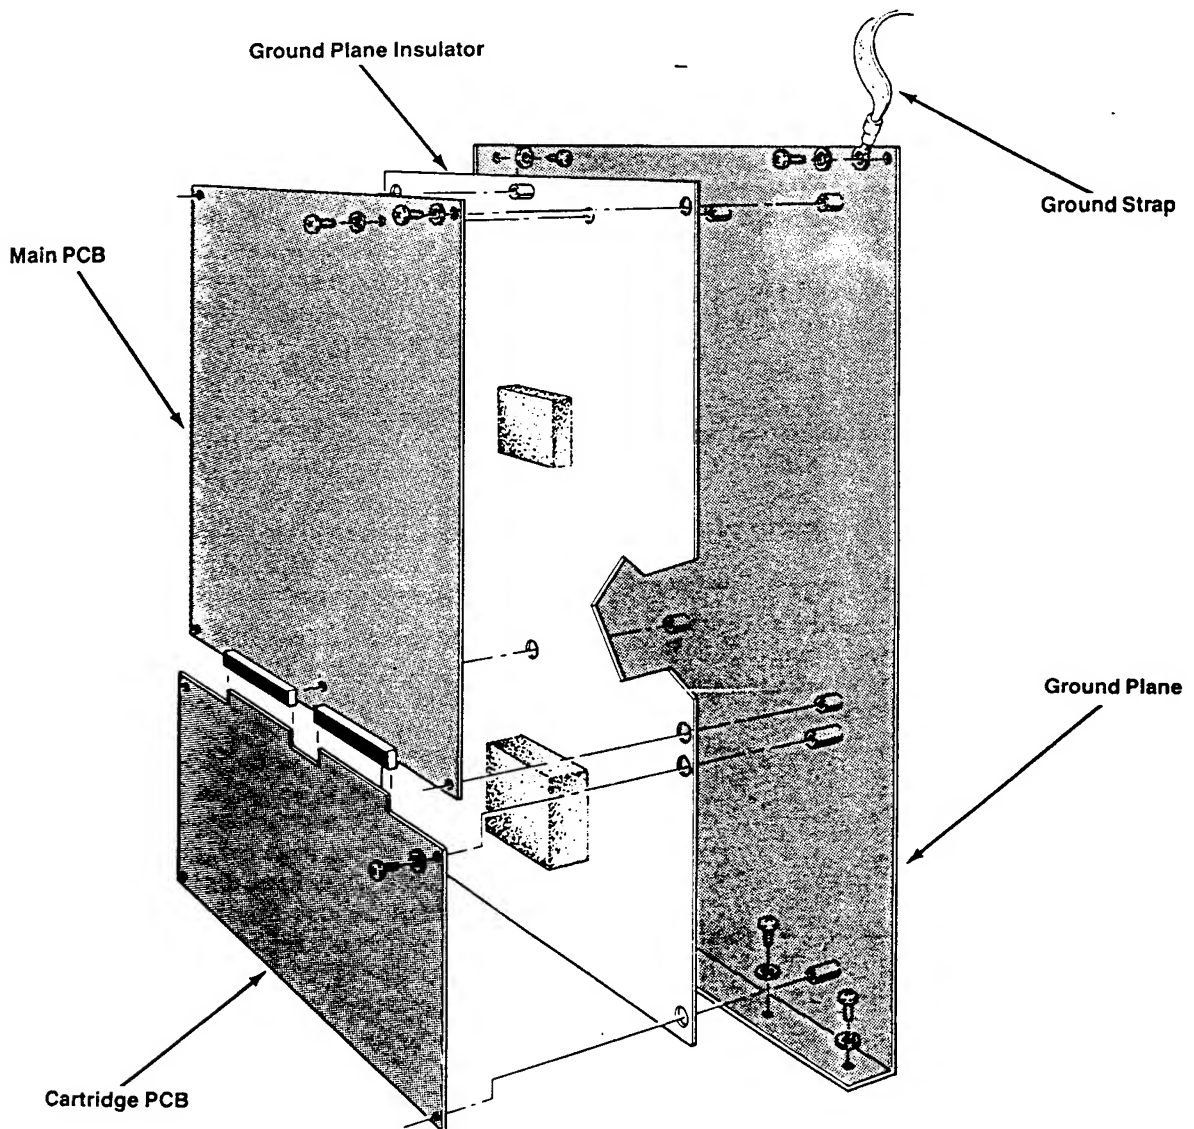 Ground Plane Insulator
Ground Strap
Main PCB
Ground Plane
Cartridge PCB